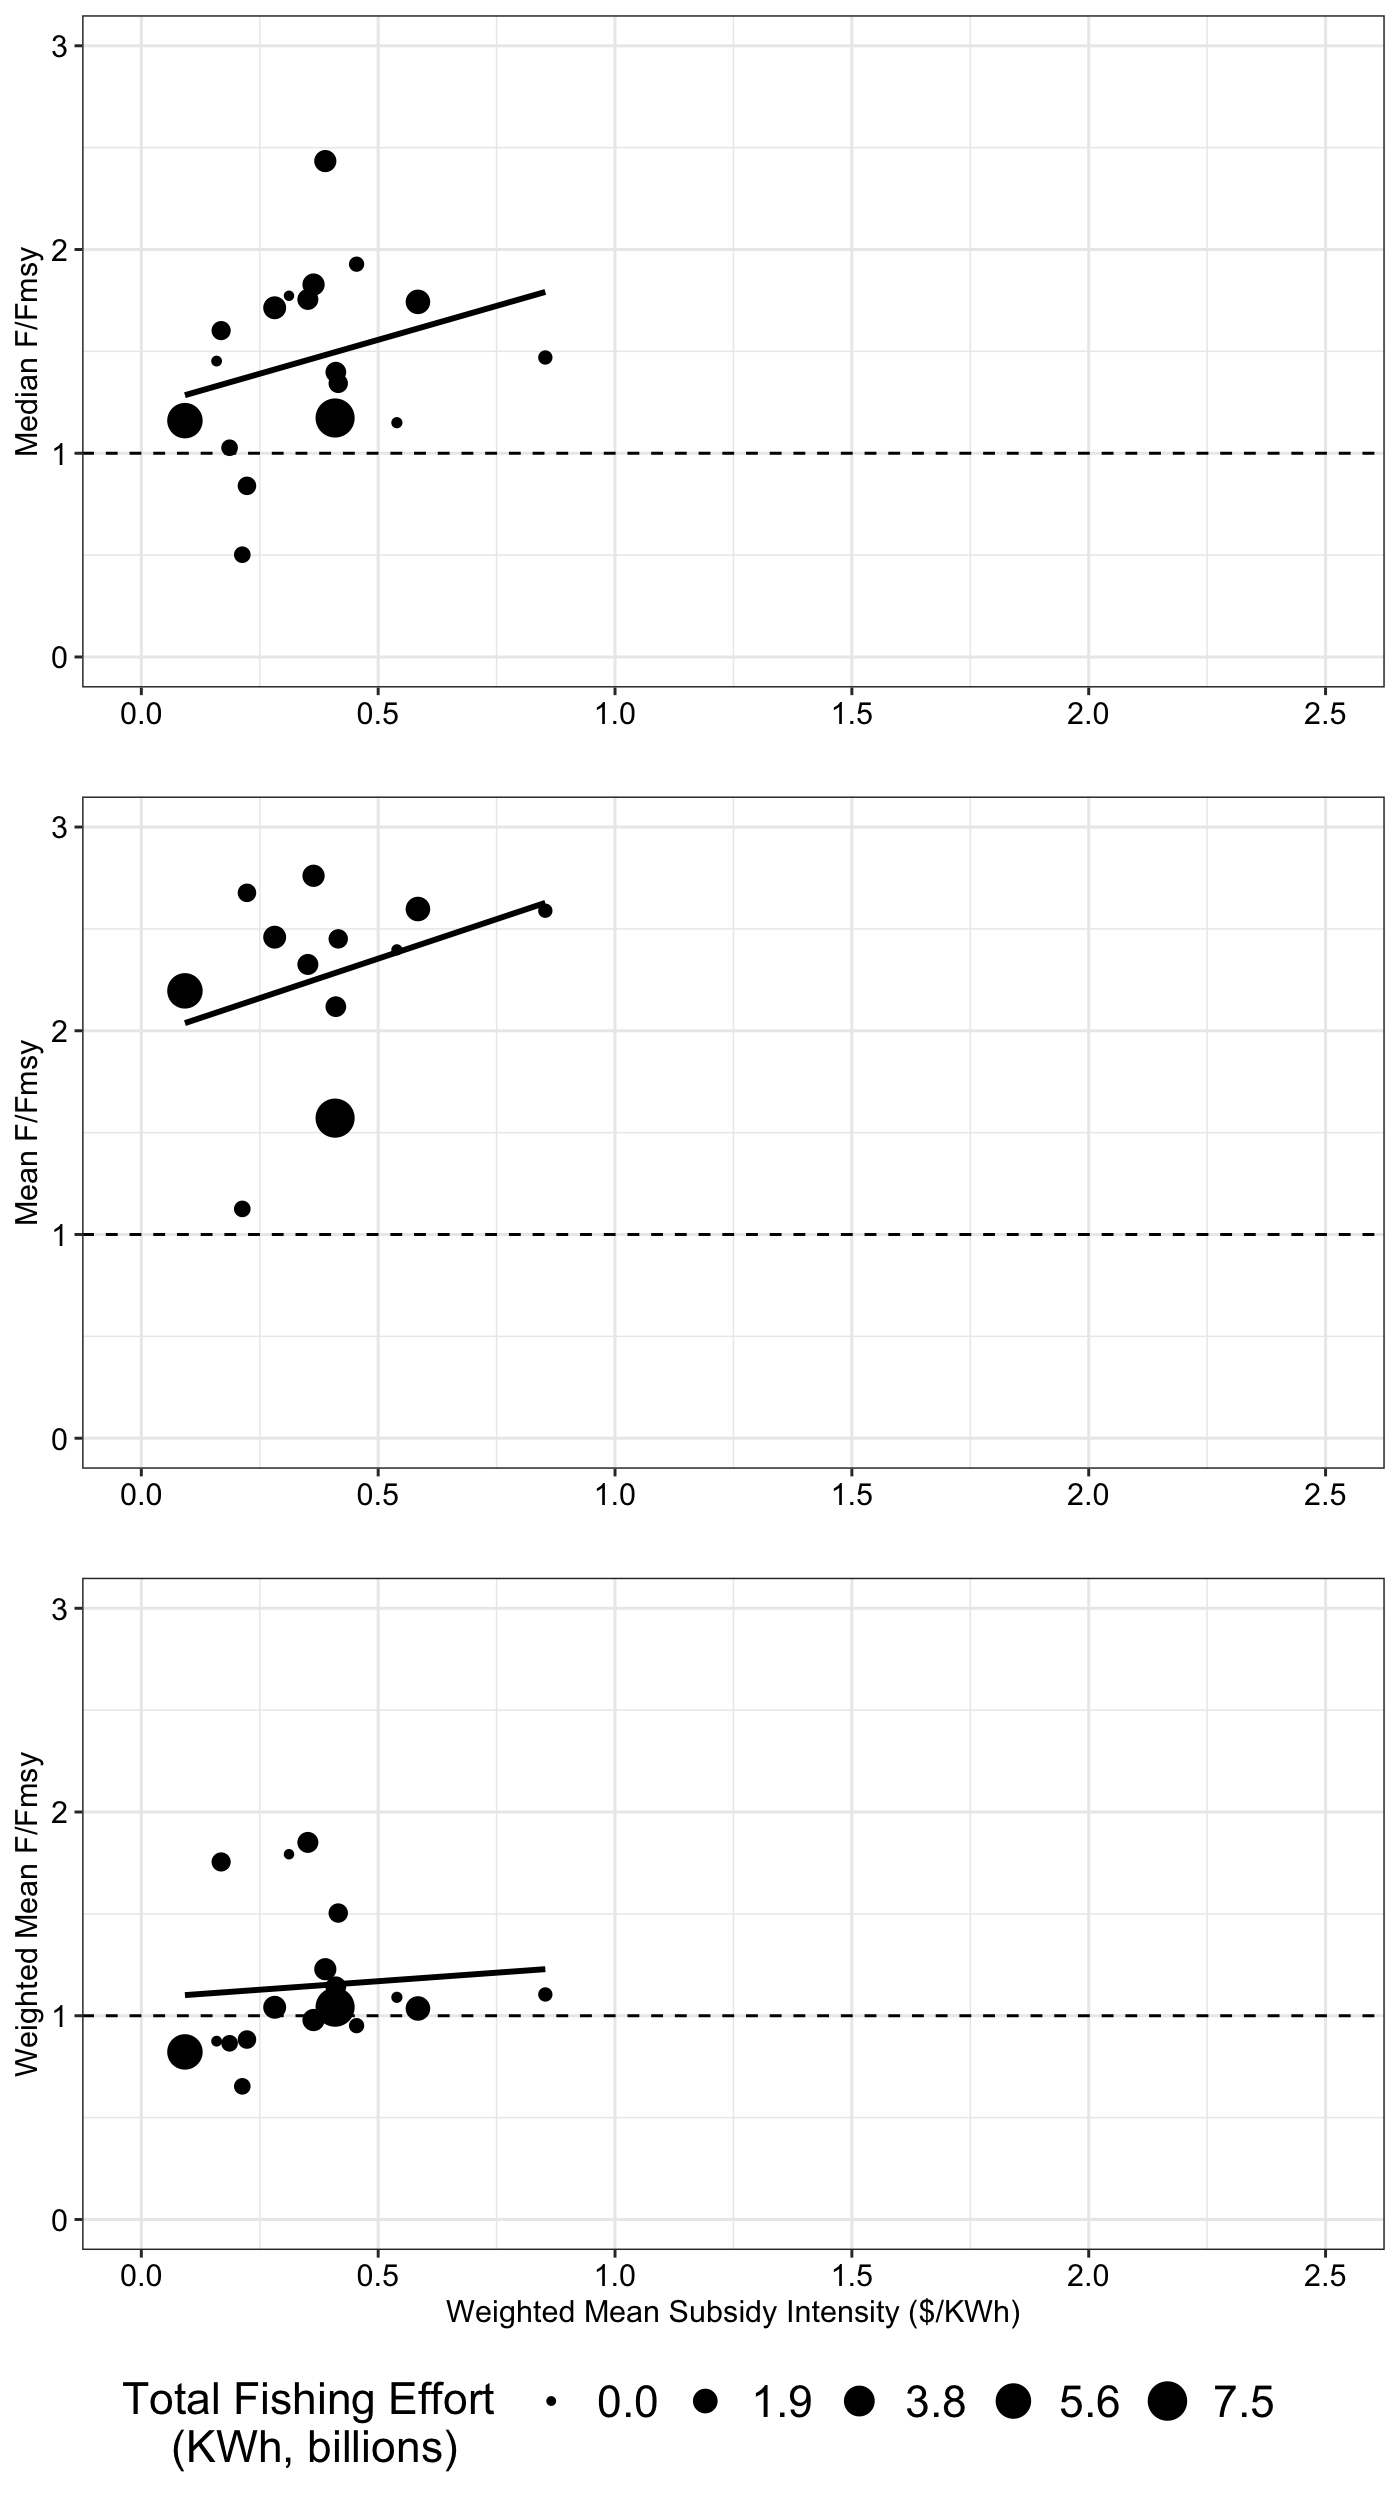 3
2
1
0
Median F/Fmsy
0.0 0.5 1.0 1.5 2.0 2.5
3
2
1
0
Mean F/Fmsy
0.0 0.5 1.0 1.5 2.0 2.5
3
2
1
0
Weighted Mean F/Fmsy
0.0 0.5 1.0 1.5 2.0 2.5
Weighted Mean Subsidy Intensity ($/KWh)
Total Fishing Effort
(KWh, billions)
0.0 1.9 3.8 5.6 7.5